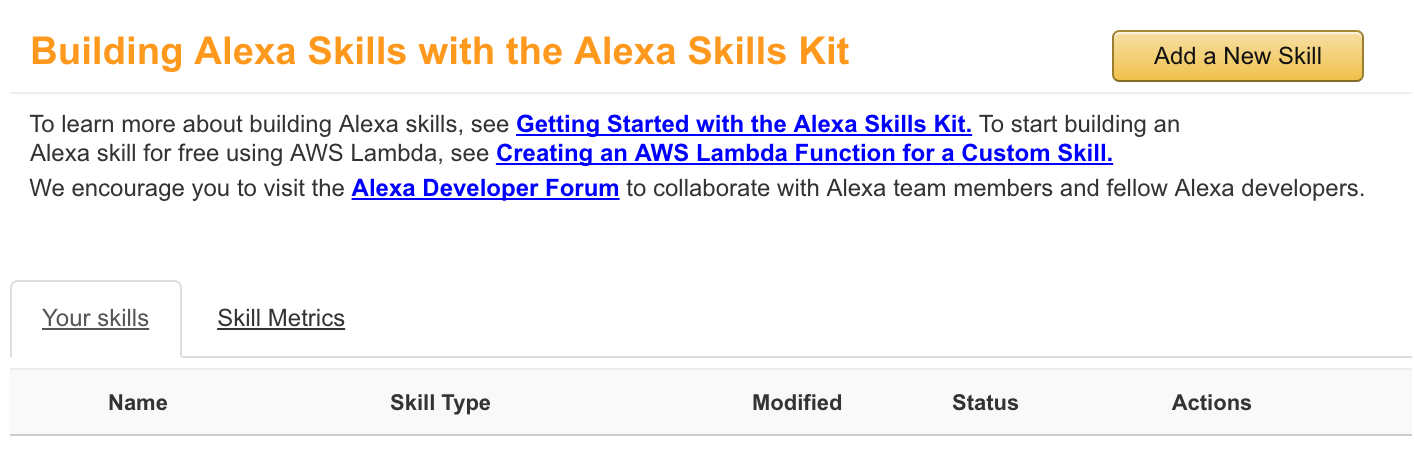 Building Alexa Skills with the Alexa Skills Kit
Add a New Skill
To learn more about building Alexa skills, see Getting Started with the Alexa Skills Kit. To start building an
Alexa skill for free using AWS Lambda, see Creating an AWS Lambda Function for a Custom Skill.
We encourage you to visit the Alexa Developer Forum to collaborate with Alexa team members and fellow Alexa developers.
Your skills Skill Metrics
Name Skill Type Modified Status Actions